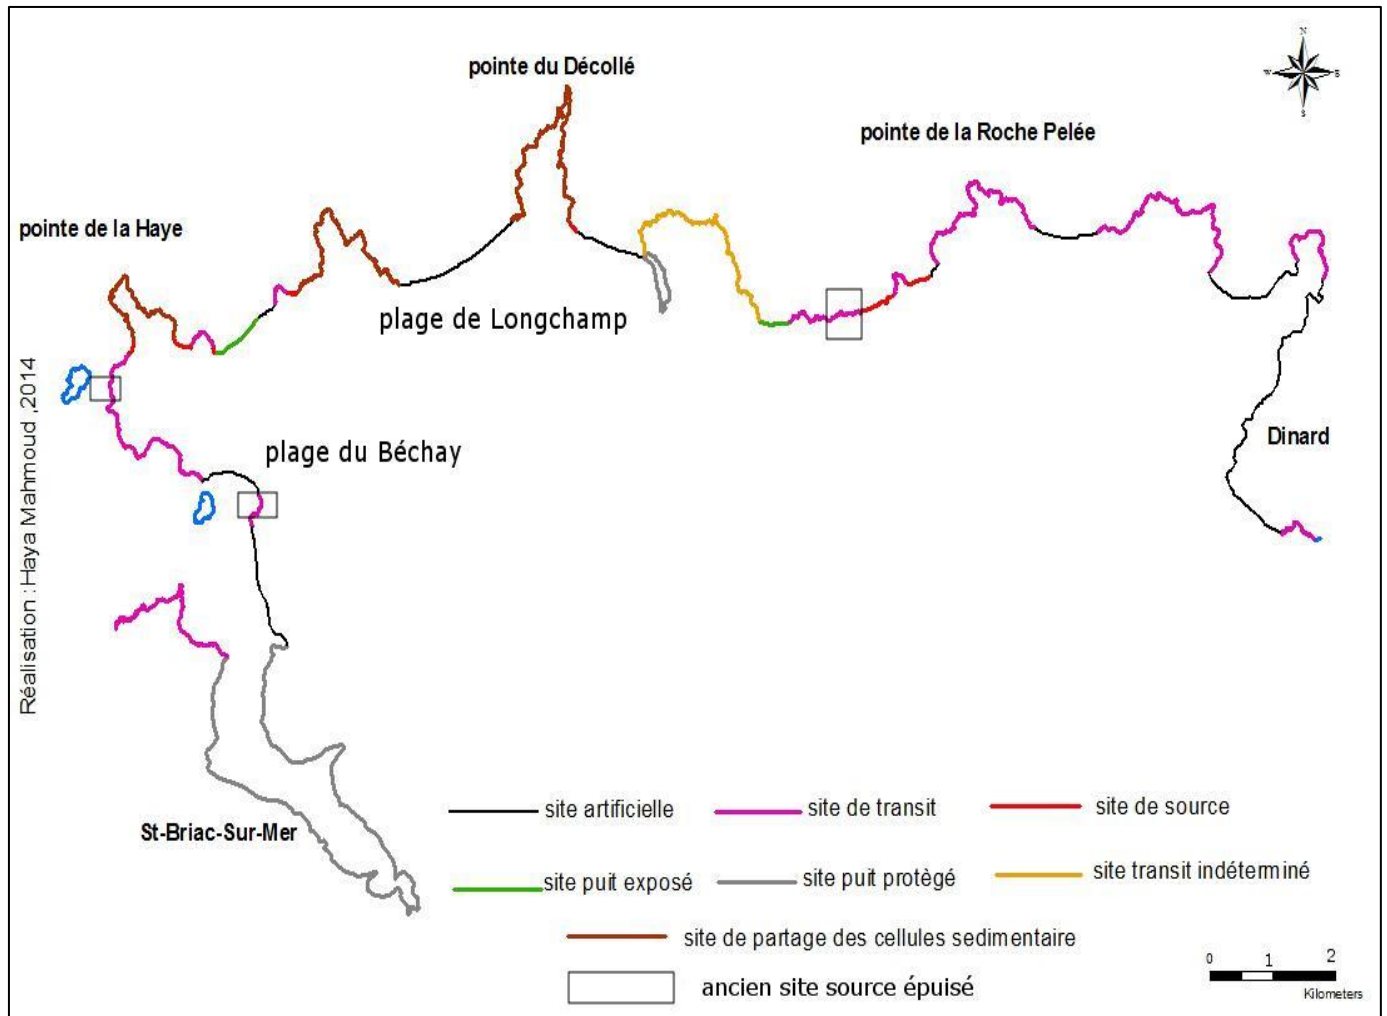 pointe du Décollé
N
W
E
S
pointe de la Roche Pelée
pointe de la Haye
plage de Longchamp
plage du Béchay
Dinard
Réalisation : Haya Mahmoud ,2014
St-Briac-Sur-Mer
site artificielle
site de transit
site de source
site puit exposé
site puit protègé
site transit indéterminé
site de partage des cellules sedimentaire
ancien site source épuisé
0 1 2
Kilometers